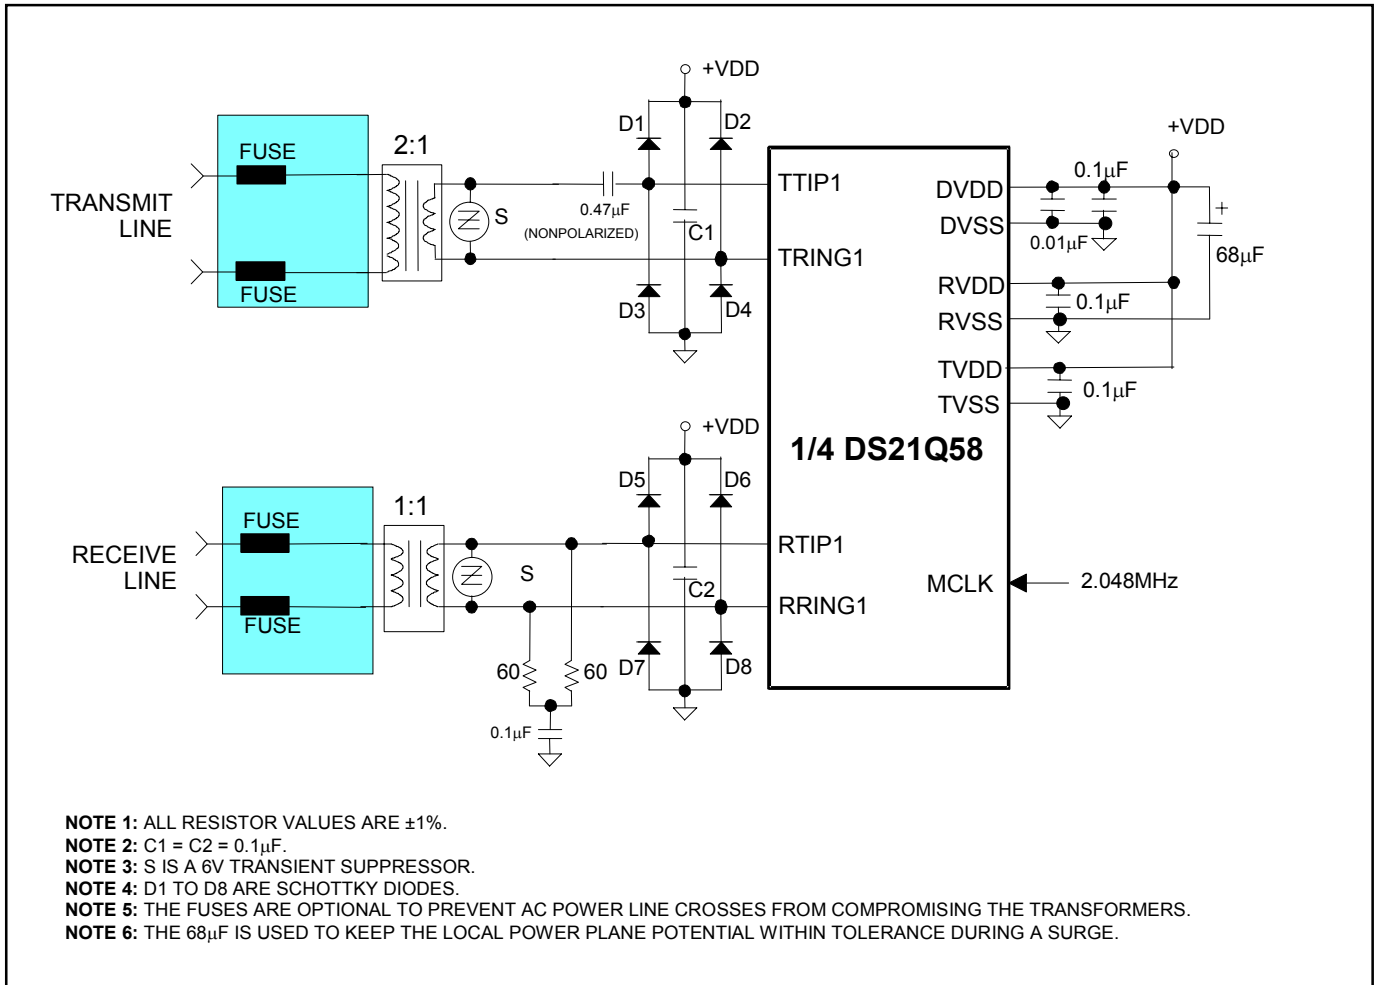 +VDD
D1
D2
FUSE
2:1
+VDD
TTIP1
DVDD
0.1μF
TRANSMIT
LINE
S
0.47μF
(NONPOLARIZED)
C1
DVSS
0.01μF
+
68μF
TRING1
FUSE
D3
D4
RVDD
0.1μF
RVSS
TVDD
0.1μF
TVSS
+VDD
1/4 DS21Q58
D5
D6
FUSE
1:1
RTIP1
RECEIVE
LINE
S
C2
MCLK
2.048MHz
RRING1
FUSE
60
60
D7
D8
0.1μF
NOTE 1: ALL RESISTOR VALUES ARE ±1%.
NOTE 2: C1 = C2 = 0.1μF.
NOTE 3: S IS A 6V TRANSIENT SUPPRESSOR.
NOTE 4: D1 TO D8 ARE SCHOTTKY DIODES.
NOTE 5: THE FUSES ARE OPTIONAL TO PREVENT AC POWER LINE CROSSES FROM COMPROMISING THE TRANSFORMERS.
NOTE 6: THE 68μF IS USED TO KEEP THE LOCAL POWER PLANE POTENTIAL WITHIN TOLERANCE DURING A SURGE.